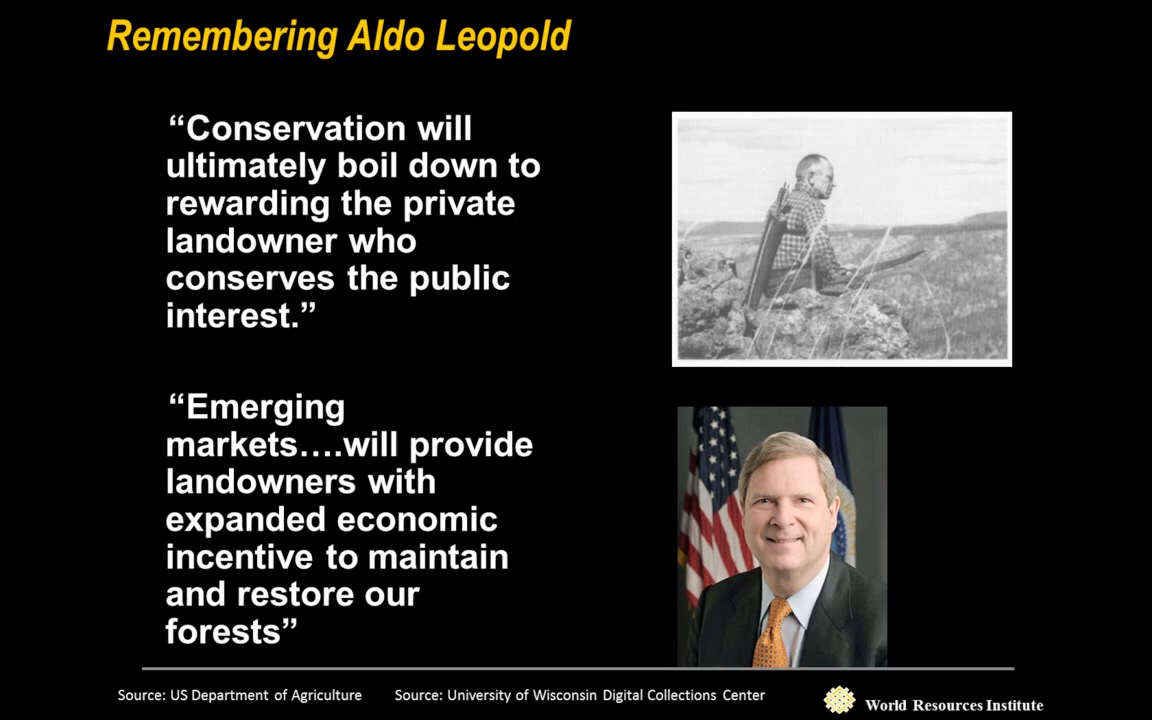 Remembering Aldo Leopold
“Conservation will
ultimately boil down to
rewarding the private
landowner who
conserves the public
interest.”
“Emerging
markets….will provide
landowners with
expanded economic
incentive to maintain
and restore our
forests”
Source: US Department of Agriculture
Source: University of Wisconsin Digital Collections Center
World Resources Institute